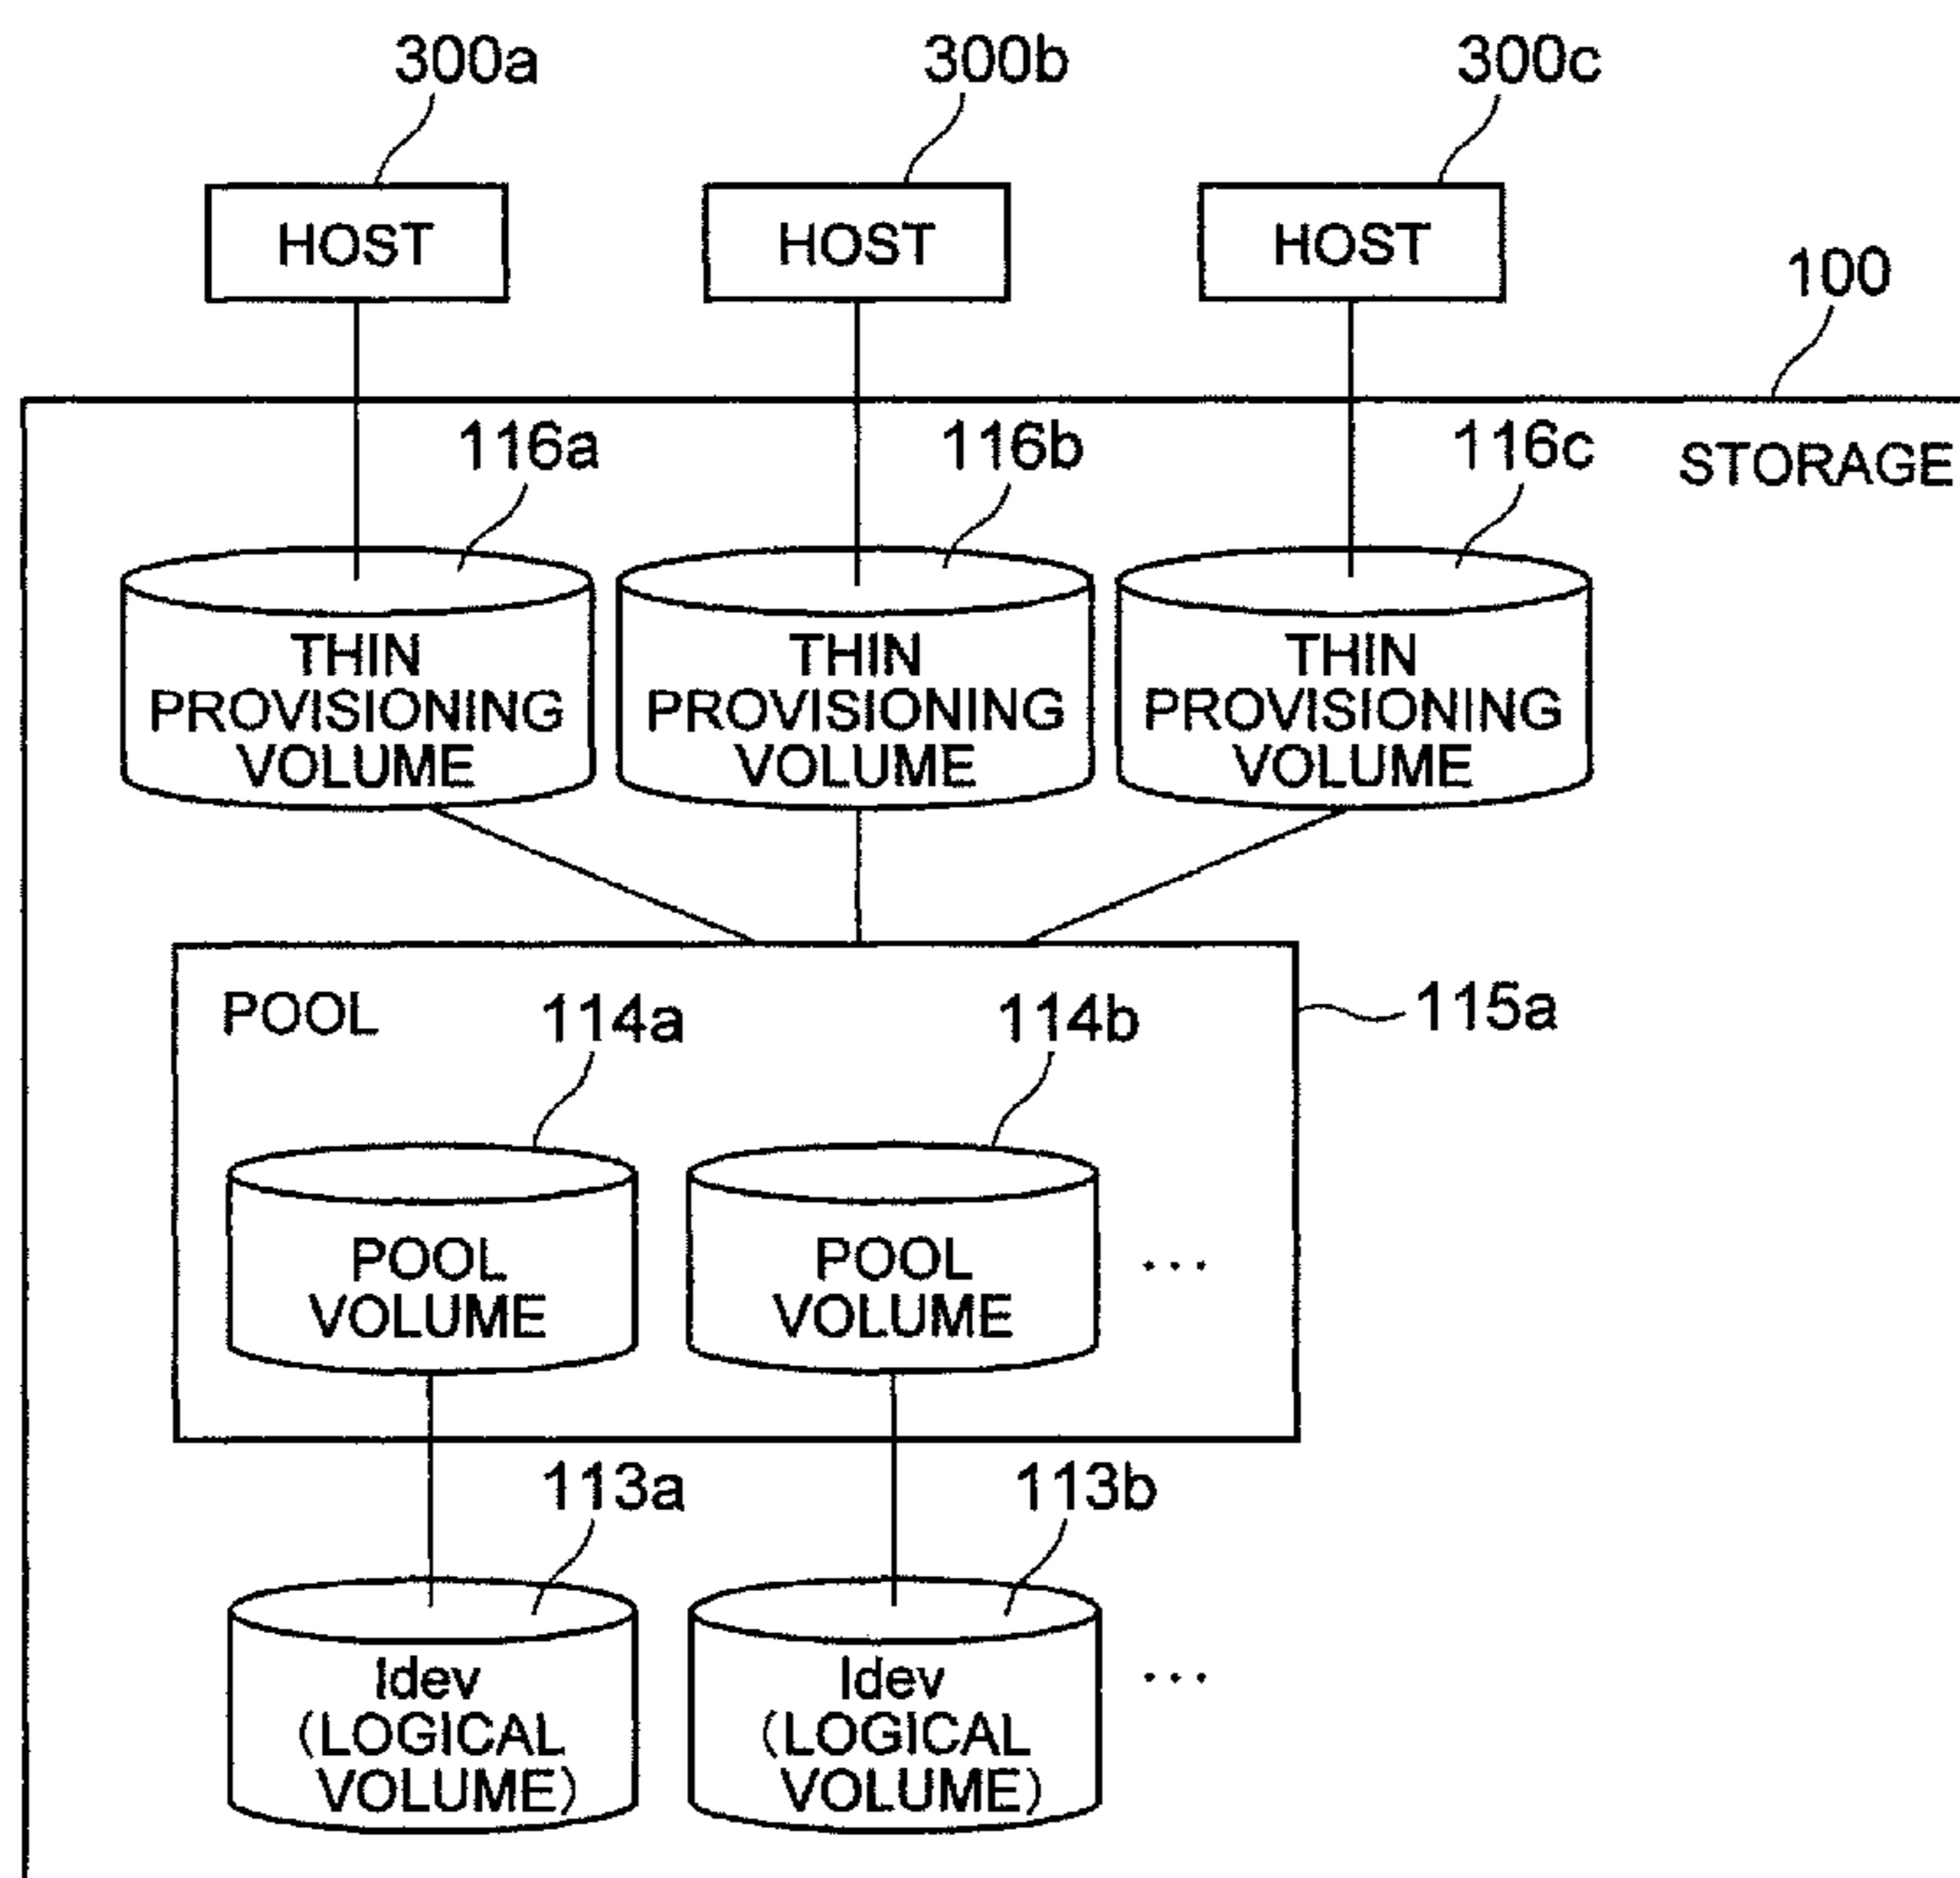 300a
300b
300c
HOST
HOST
HOST
100
116a
116b
116c
STORAGE
THIN
PROVISIONING
VOLUME
THIN
PROVISIONING
VOLUME
THIN
PROVISIONING
VOLUME
POOL
114a
114b
115a
POOL
VOLUME
POOL
VOLUME
...
113a
113b
ldev
(LOGICAL
VOLUME)
ldev
(LOGICAL
VOLUME)
...